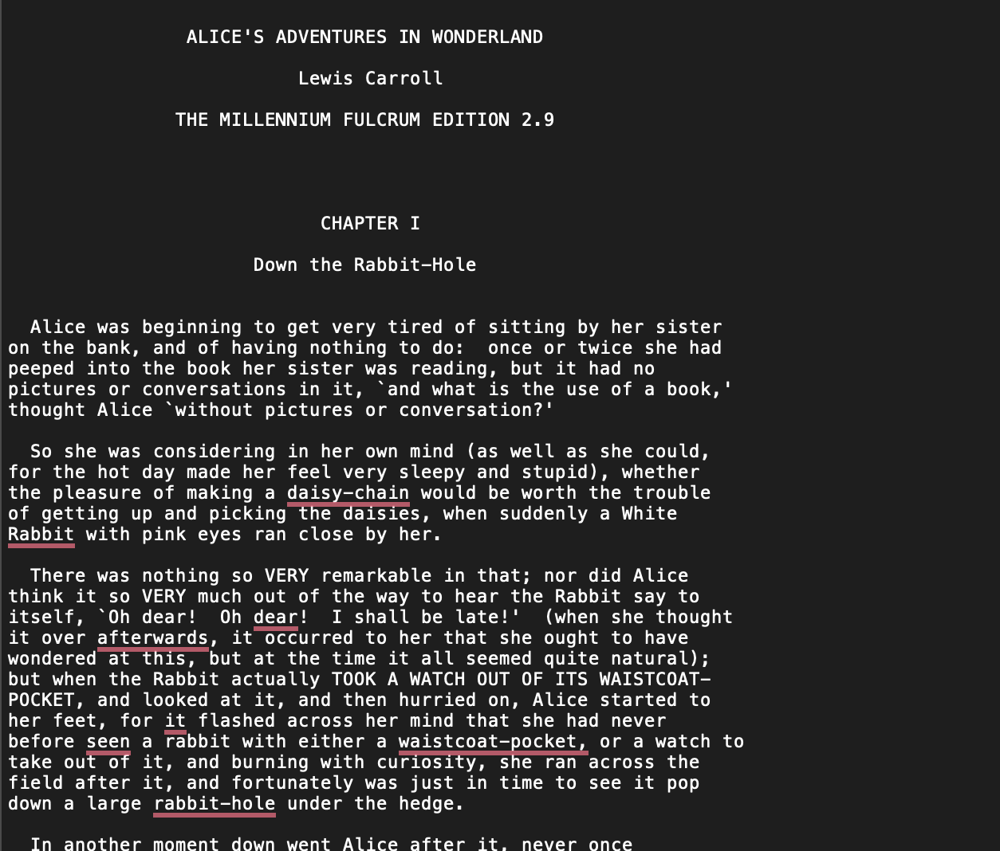 ALICE'S ADVENTURES IN WONDERLAND
Lewis Carroll
THE MILLENNIUM FULCRUM EDITION 2.9
CHAPTER I
Down the Rabbit-Hole
Alice was beginning to get very tired of sitting by her sister
on the bank, and of having nothing to do:  once or twice she had
peeped into the book her sister was reading, but it had no
pictures or conversations in it, `and what is the use of a book,'
thought Alice `without pictures or conversation?'
So she was considering in her own mind (as well as she could,
for the hot day made her feel very sleepy and stupid), whether
the pleasure of making a daisy-chain would be worth the trouble
of getting up and picking the daisies, when suddenly a White
Rabbit with pink eyes ran close by her.
There was nothing so VERY remarkable in that; nor did Alice
think it so VERY much out of the way to hear the Rabbit say to
itself, `Oh dear!  Oh dear!  I shall be late!'  (when she thought
it over afterwards, it occurred to her that she ought to have
wondered at this, but at the time it all seemed quite natural);
but when the Rabbit actually TOOK A WATCH OUT OF ITS WAISTCOAT-
POCKET, and looked at it, and then hurried on, Alice started to
her feet, for it flashed across her mind that she had never
before seen a rabbit with either a waistcoat-pocket, or a watch to
take out of it, and burning with curiosity, she ran across the
field after it, and fortunately was just in time to see it pop
down a large rabbit-hole under the hedge.
In another moment down went Alice after it, never once